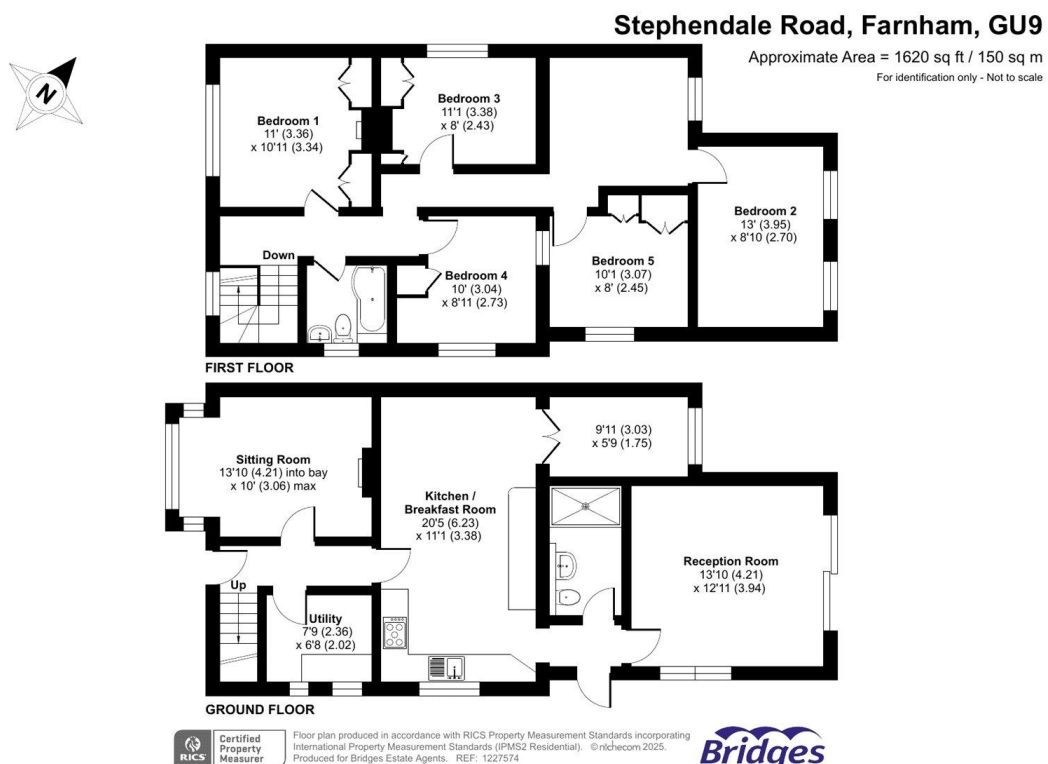 Stephendale Road, Farnham, GU9
Approximate Area = 1620 sq ft / 150 sq m
For identification only - Not to scale
N
Bedroom 1
11' (3.36)
x 10'11 (3.34)
Bedroom 3
11'1 (3.38)
x 8' (2.43)
Bedroom 2
13' (3.95)
x 8'10 (2.70)
Down
Bedroom 4
10' (3.04)
x 8'11 (2.73)
Bedroom 5
10'1 (3.07)
x 8' (2.45)
FIRST FLOOR
Sitting Room
13'10 (4.21) into bay
x 10' (3.06) max
9'11 (3.03)
x 5'9 (1.75)
Kitchen /
Breakfast Room
20'5 (6.23)
x 11'1 (3.38)
Reception Room
13'10 (4.21)
x 12'11 (3.94)
Up
Utility
7'9 (2.36)
x 6'8 (2.02)
GROUND FLOOR
RICS
Certified
Property
Measurer
Floor plan produced in accordance with RICS Property Measurement Standards incorporating
International Property Measurement Standards (IPMS2 Residential). © nichecom 2025.
Produced for Bridges Estate Agents. REF: 1227574
Bridges